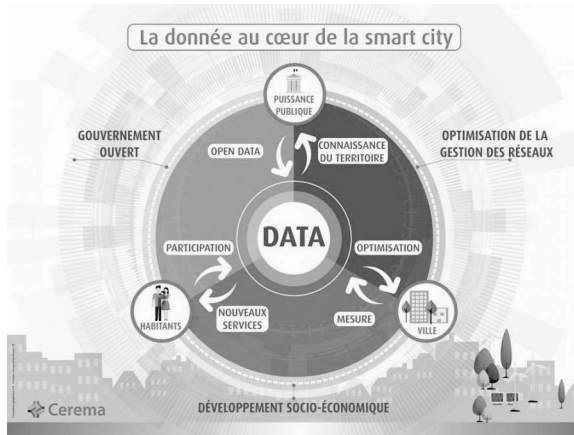 La donnée au cœur de la smart city
PUISSANCE
PUBLIQUE
GOUVERNEMENT
OUVERT
OPTIMISATION DE LA
GESTION DES RÉSEAUX
OPEN DATA
CONNAISSANCE
DU TERRITOIRE
PARTICIPATION
DATA
OPTIMISATION
HABITANTS
NOUVEAUX
SERVICES
MESURE
VILLE
Cerema
DÉVELOPPEMENT SOCIO-ÉCONOMIQUE